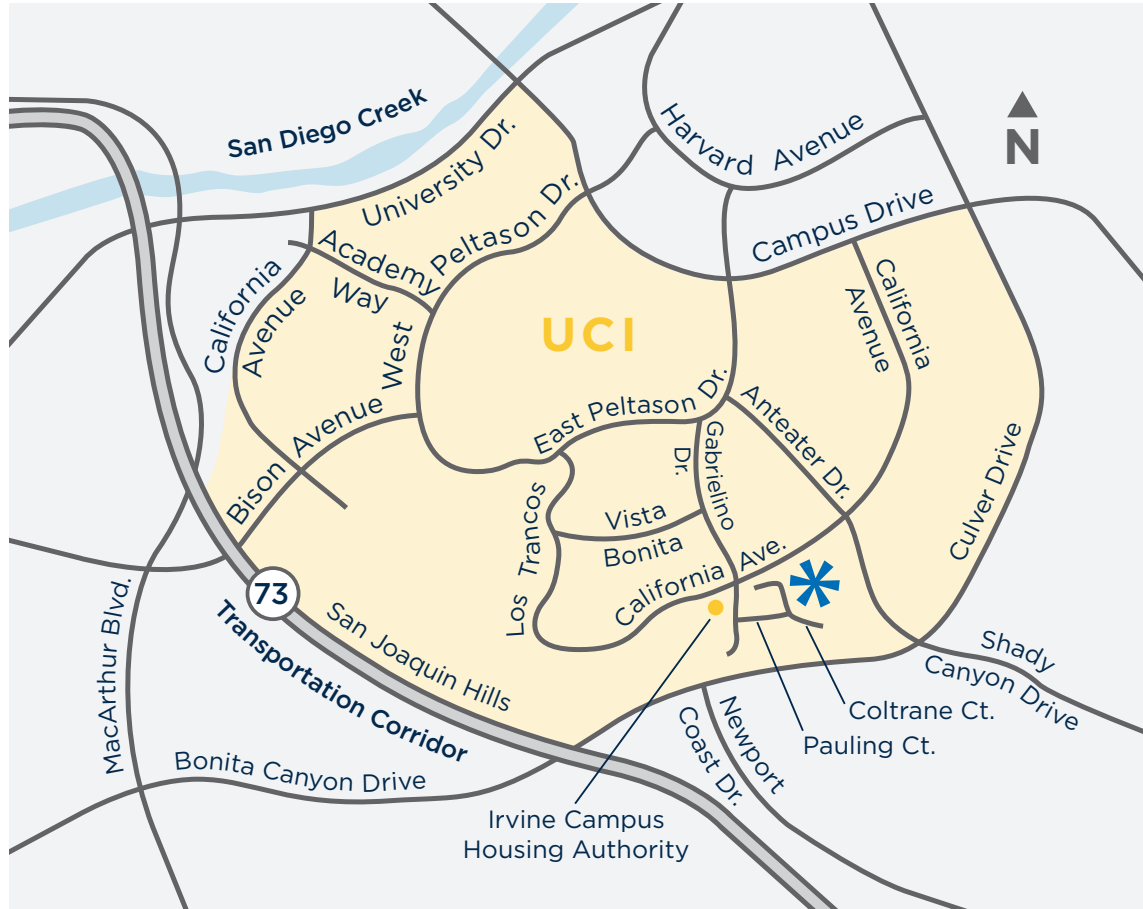 San Diego Creek
University Dr.
Harvard Avenue
N
Academy
Way
West Peltason Dr.
Campus Drive
California
Avenue
California
Avenue
UCI
Bison Avenue
East Peltason Dr.
Anteater Dr.
Gabrielino
Dr.
Culver Drive
Los Trancos
Vista
Bonita
California Ave.
73
San Joaquin Hills
Transportation Corridor
MacArthur Blvd.
Shady
Canyon Drive
Coltrane Ct.
Pauling Ct.
Newport
Coast Dr.
Bonita Canyon Drive
Irvine Campus
Housing Authority